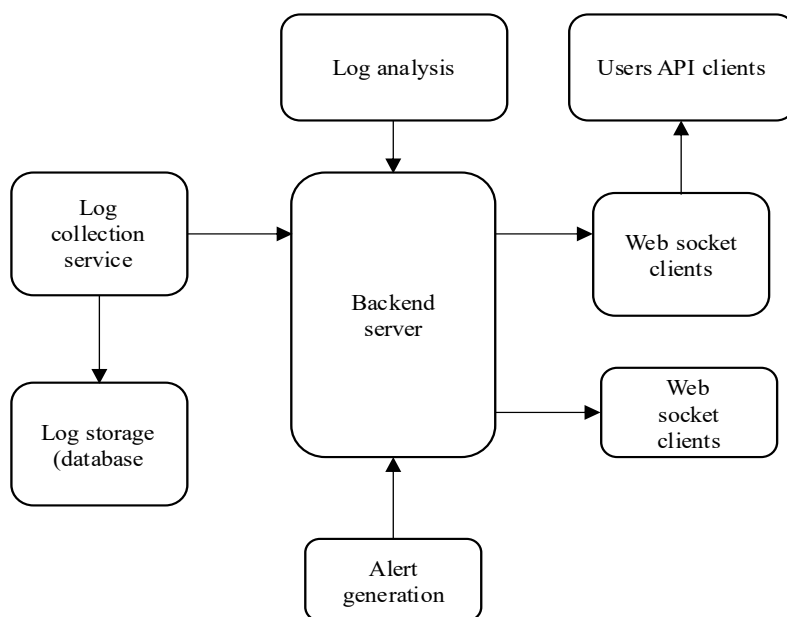 Log analysis
Users API clients
Log
collection
service
Web socket
clients
Backend
server
Log storage
(database
Web
socket
clients
Alert
generation